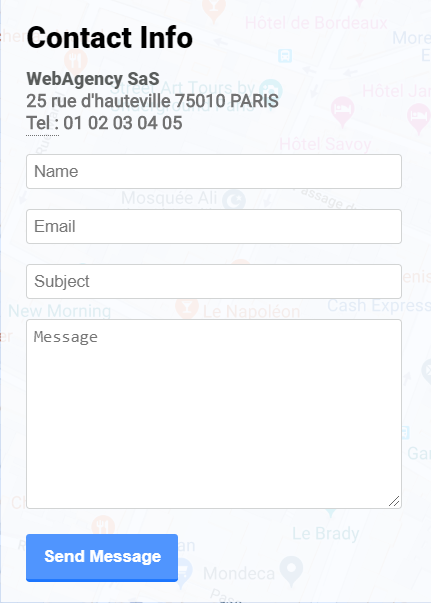 Hôtel de Bordeaux
Contact Info
WebAgency SaS
Street Art Tours by
25 rue d'hauteville 75010 PARIS
Tel : 01 02 03 04 05
Hôtel Savoy
Name
Mosquée Ali
Passage d
Email
Subject
Cash Express
New Morning
Le Napoléon
Message
Le Brady
Send Message
Mondeca